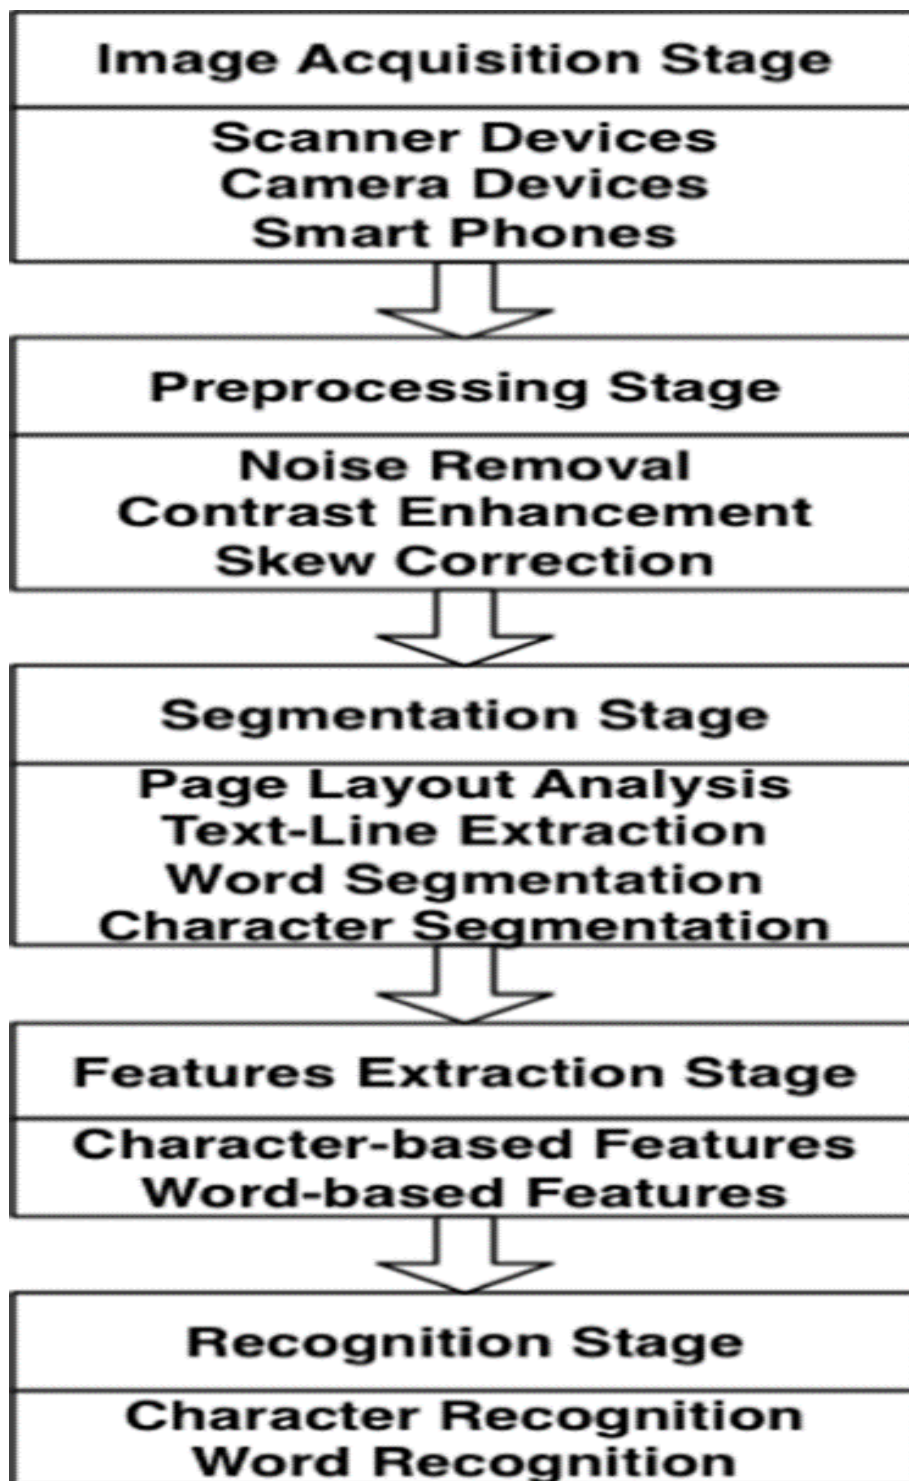 Image Acquisition Stage
Scanner Devices
Camera Devices
Smart Phones
Preprocessing Stage
Noise Removal
Contrast Enhancement
Skew Correction
Segmentation Stage
Page Layout Analysis
Text-Line Extraction
Word Segmentation
Character Segmentation
Features Extraction Stage
Character-based Features
Word-based Features
Recognition Stage
Character Recognition
Word Recognition